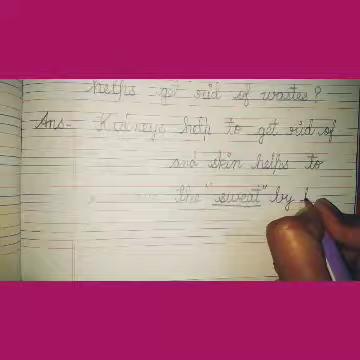 helps get rid of wastes?
Ans- Kidneys help to get rid of
and skin helps to
the "sweat" by